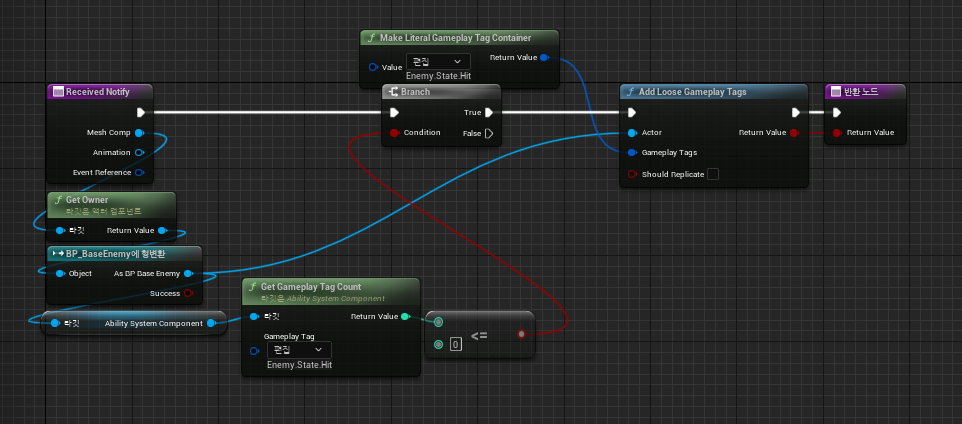 Make Literal Gameplay Tag Container
Value 편집 Return Value
Enemy.State.Hit
Received Notify
Mesh Comp
Animation
Event Reference
Branch
True
Condition False
Add Loose Gameplay Tags
Actor Return Value
Gameplay Tags
Should Replicate
반환 노드
Return Value
Get Owner
타깃은 액터 컴포넌트
타깃 Return Value
BP_BaseEnemy에 형변환
Object As BP Base Enemy
Success
타깃 Ability System Component
Get Gameplay Tag Count
타깃은 Ability System Component
타깃 Return Value
Gameplay Tag
편집
Enemy.State.Hit
<=
0